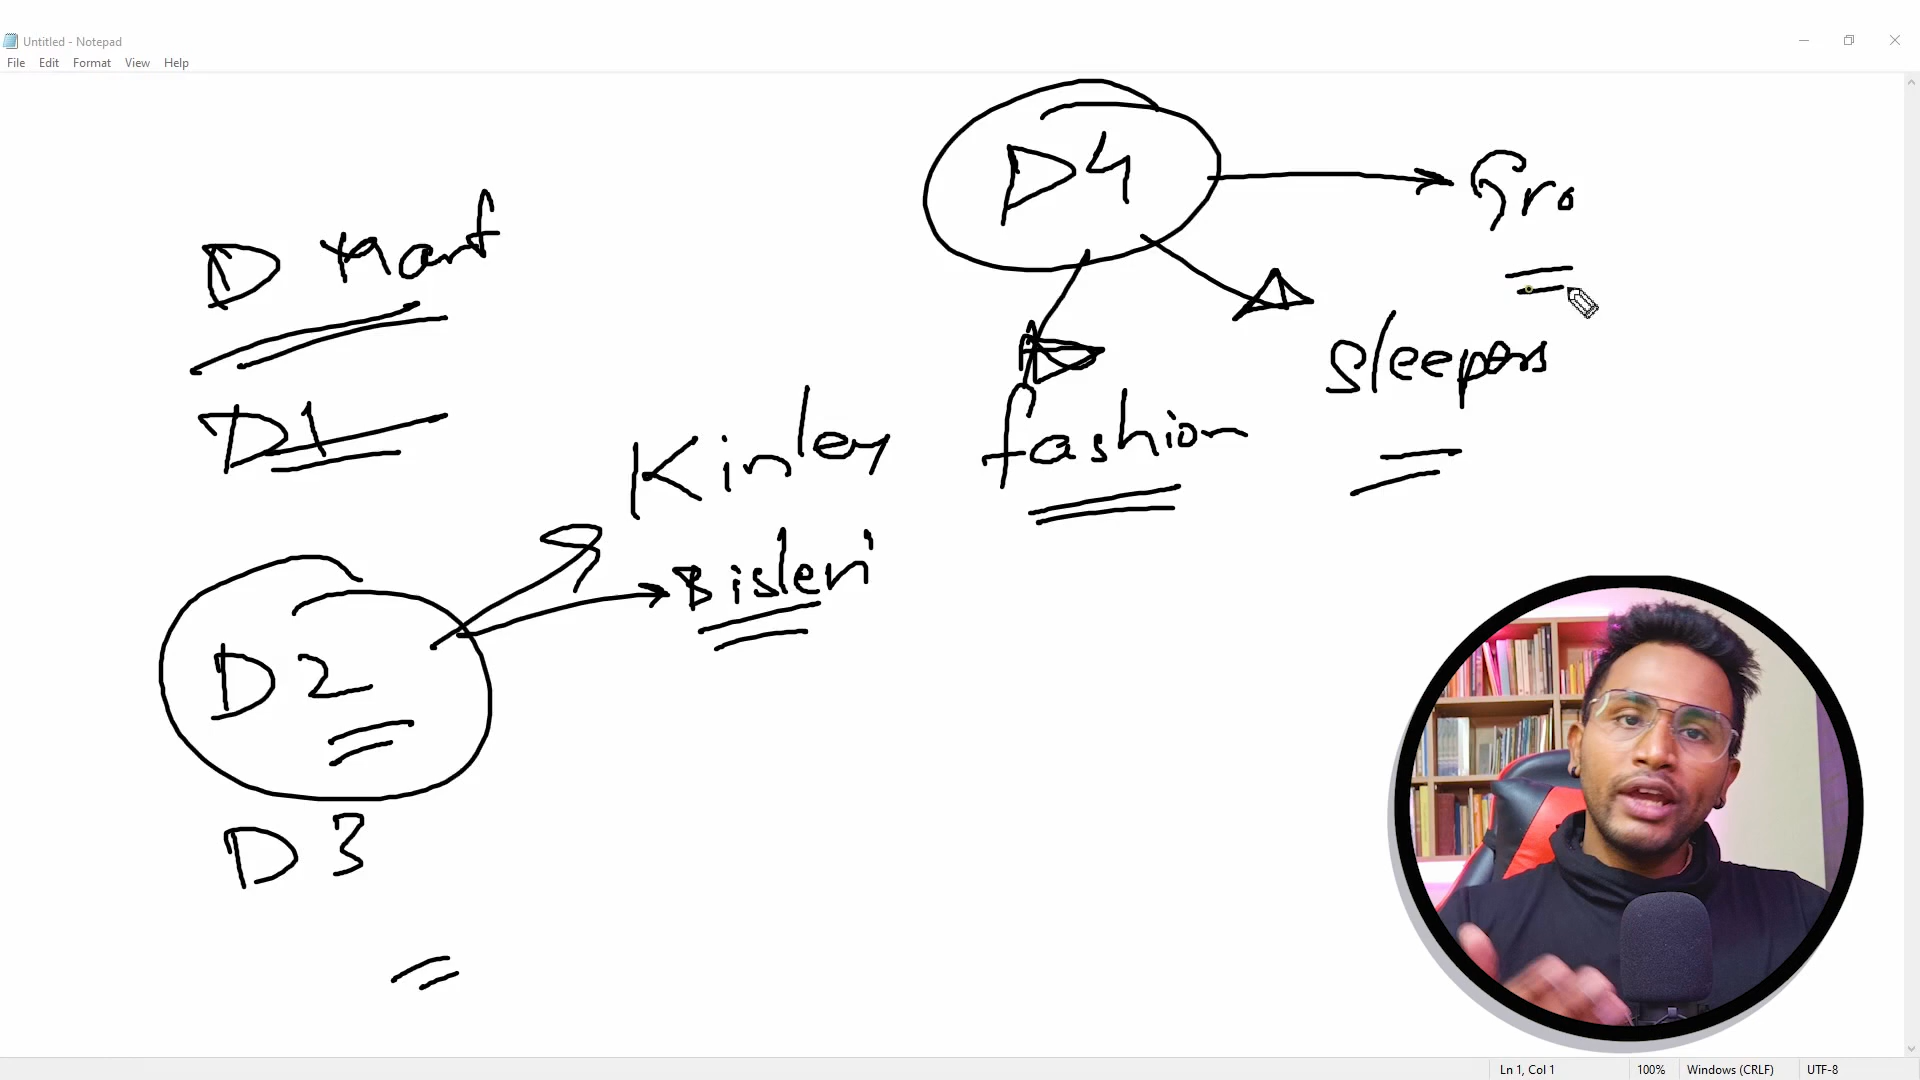 Untitled - Notepad
File Edit Format View Help
D Mart
D1
Kinley
Bisleri
D2
D3
D4
Gro
sleepers
fashion
Ln 1, Col 1 100% Windows (CRLF) UTF-8